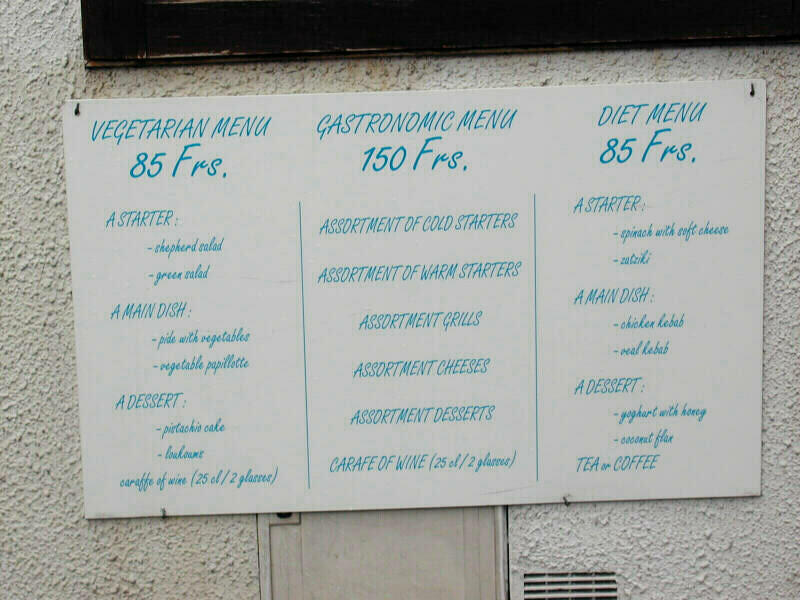 VEGETARIAN MENU
85 Frs.
A STARTER :
- shepherd salad
- green salad
A MAIN DISH :
- pide with vegetables
- vegetable papillotte
A DESSERT :
- pistachio cake
- loukoums
caraffe of wine (25 cl / 2 glasses)
GASTRONOMIC MENU
150 Frs.
ASSORTMENT OF COLD STARTERS
ASSORTMENT OF WARM STARTERS
ASSORTMENT GRILLS
ASSORTMENT CHEESES
ASSORTMENT DESSERTS
CARAFE OF WINE (25 cl / 2 glasses)
DIET MENU
85 Frs.
A STARTER :
- spinach with soft cheese
- zatziki
A MAIN DISH :
- chicken kebab
- veal kebab
A DESSERT :
- yoghurt with honey
- coconut flan
TEA or COFFEE